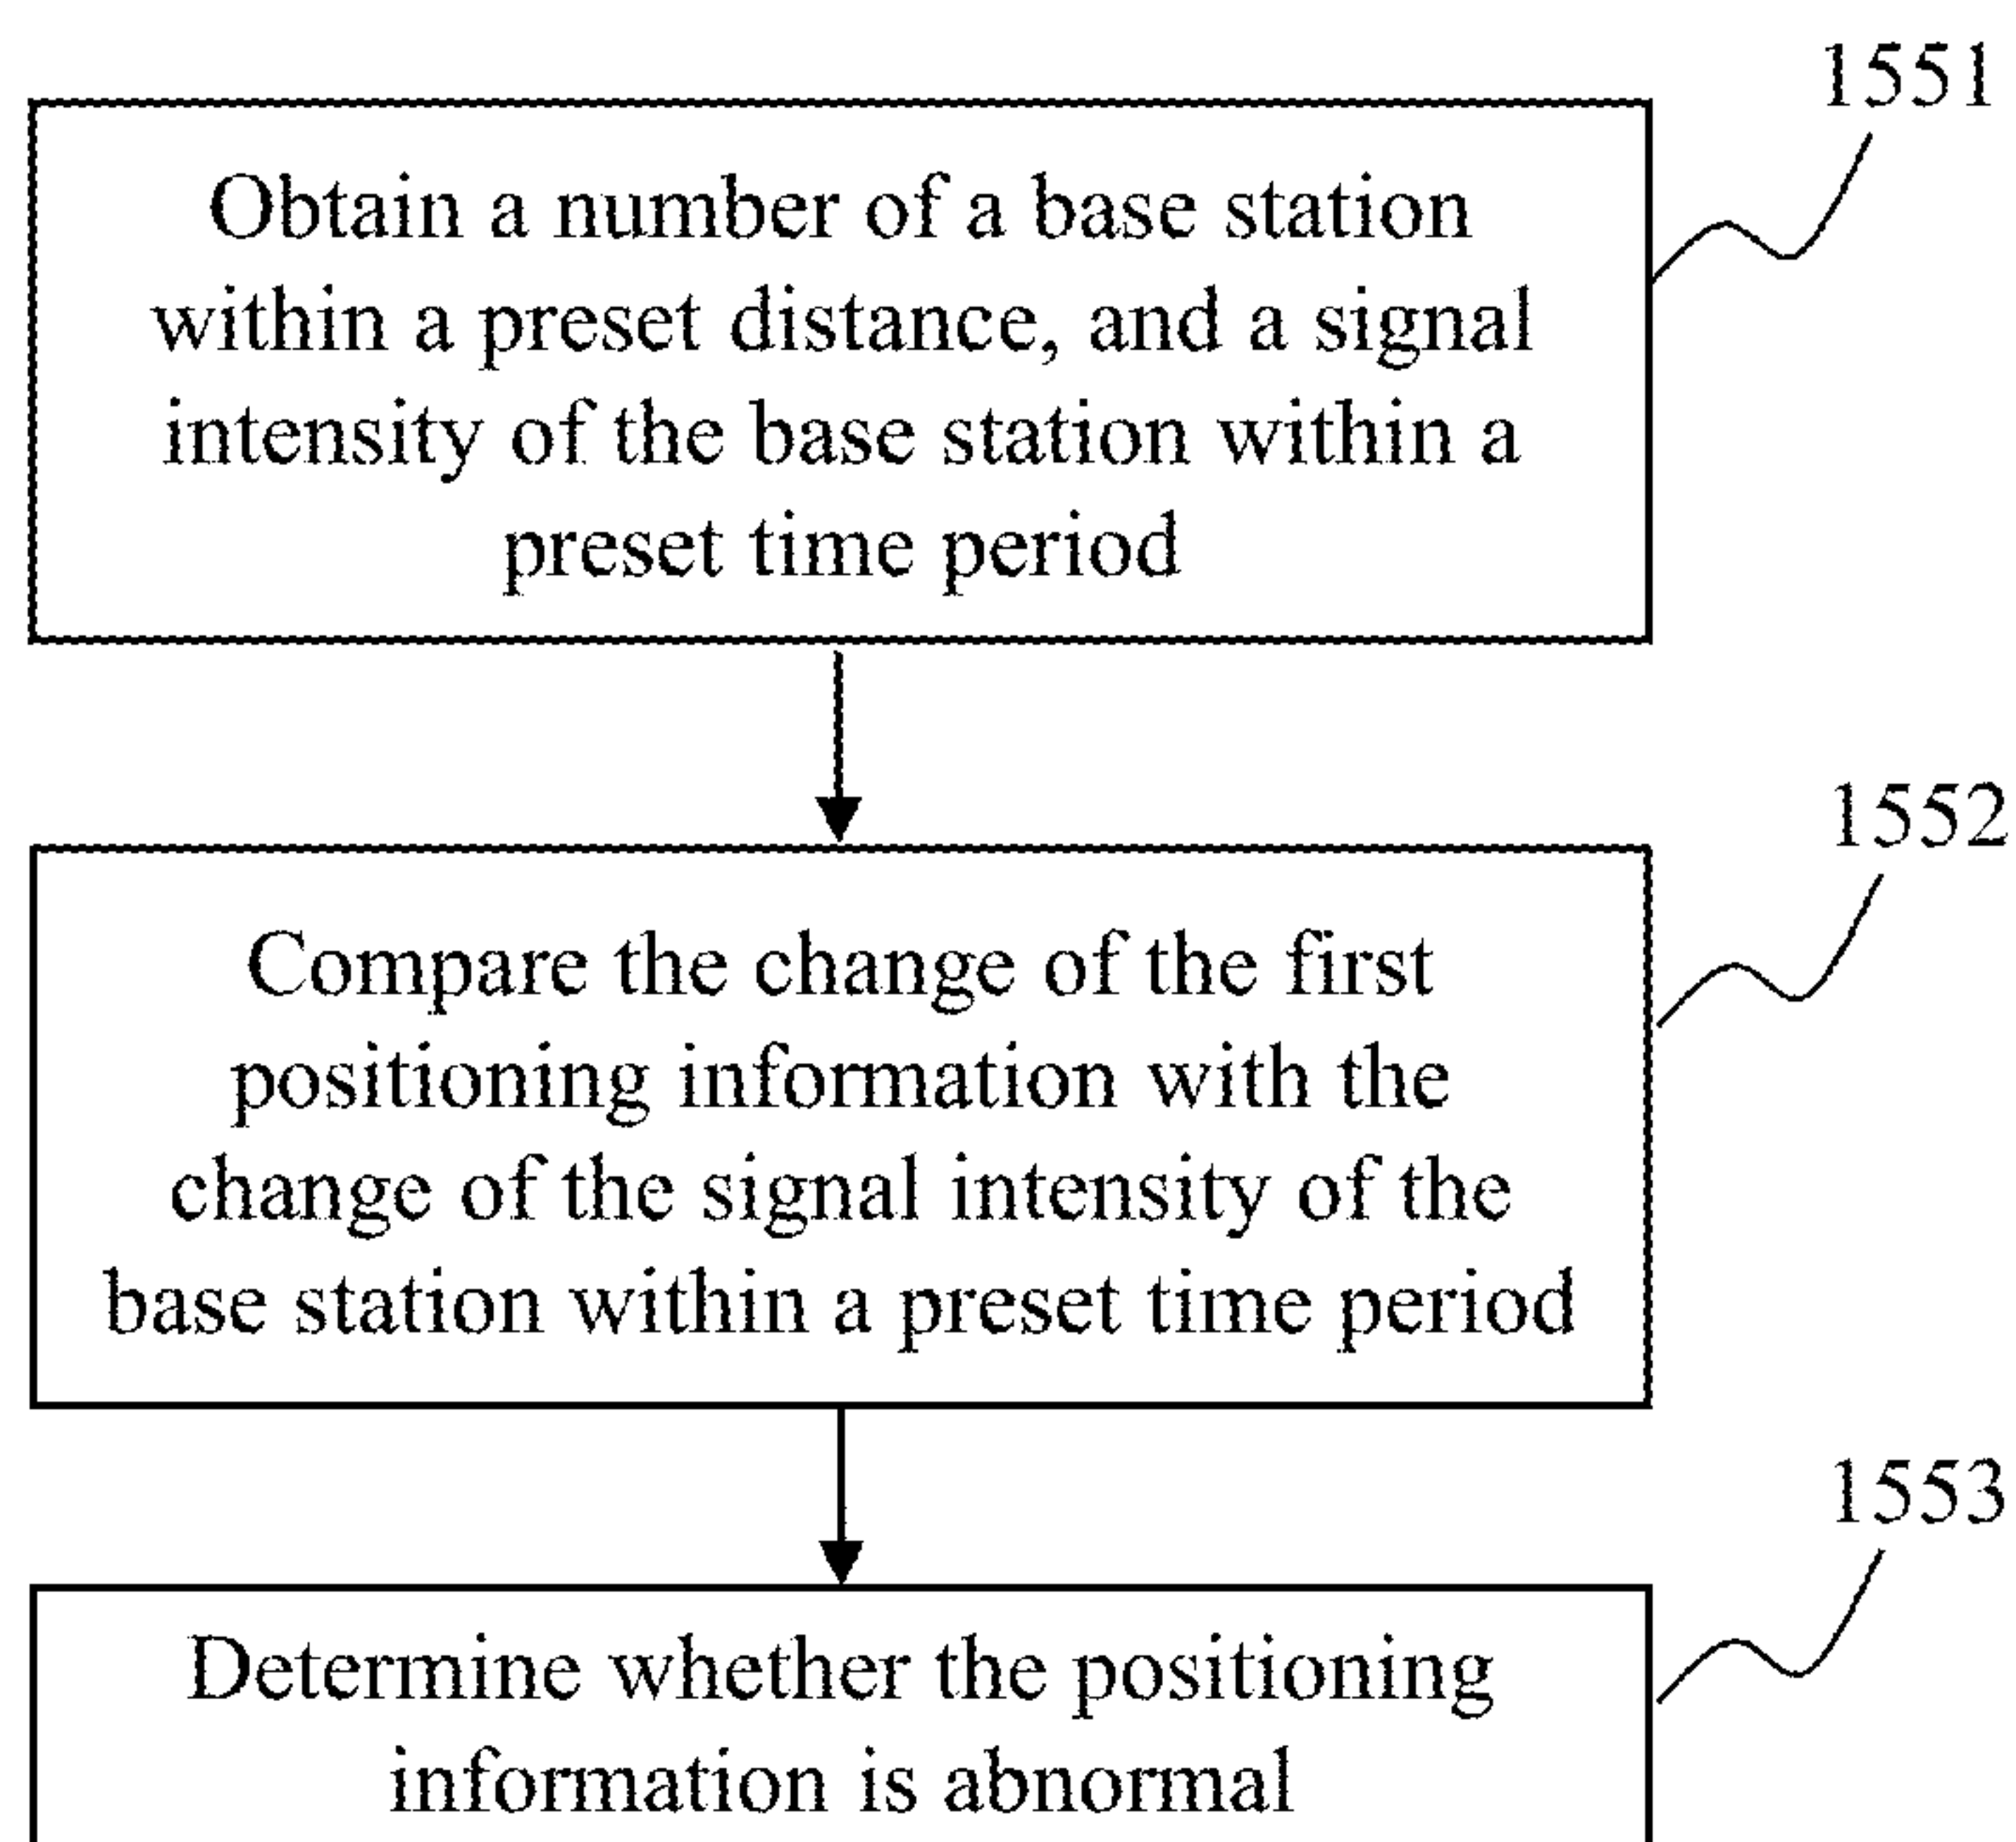 1551
Obtain a number of a base station
within a preset distance, and a signal
intensity of the base station within a
preset time period
1552
Compare the change of the first
positioning information with the
change of the signal intensity of the
base station within a preset time period
1553
Determine whether the positioning
information is abnormal